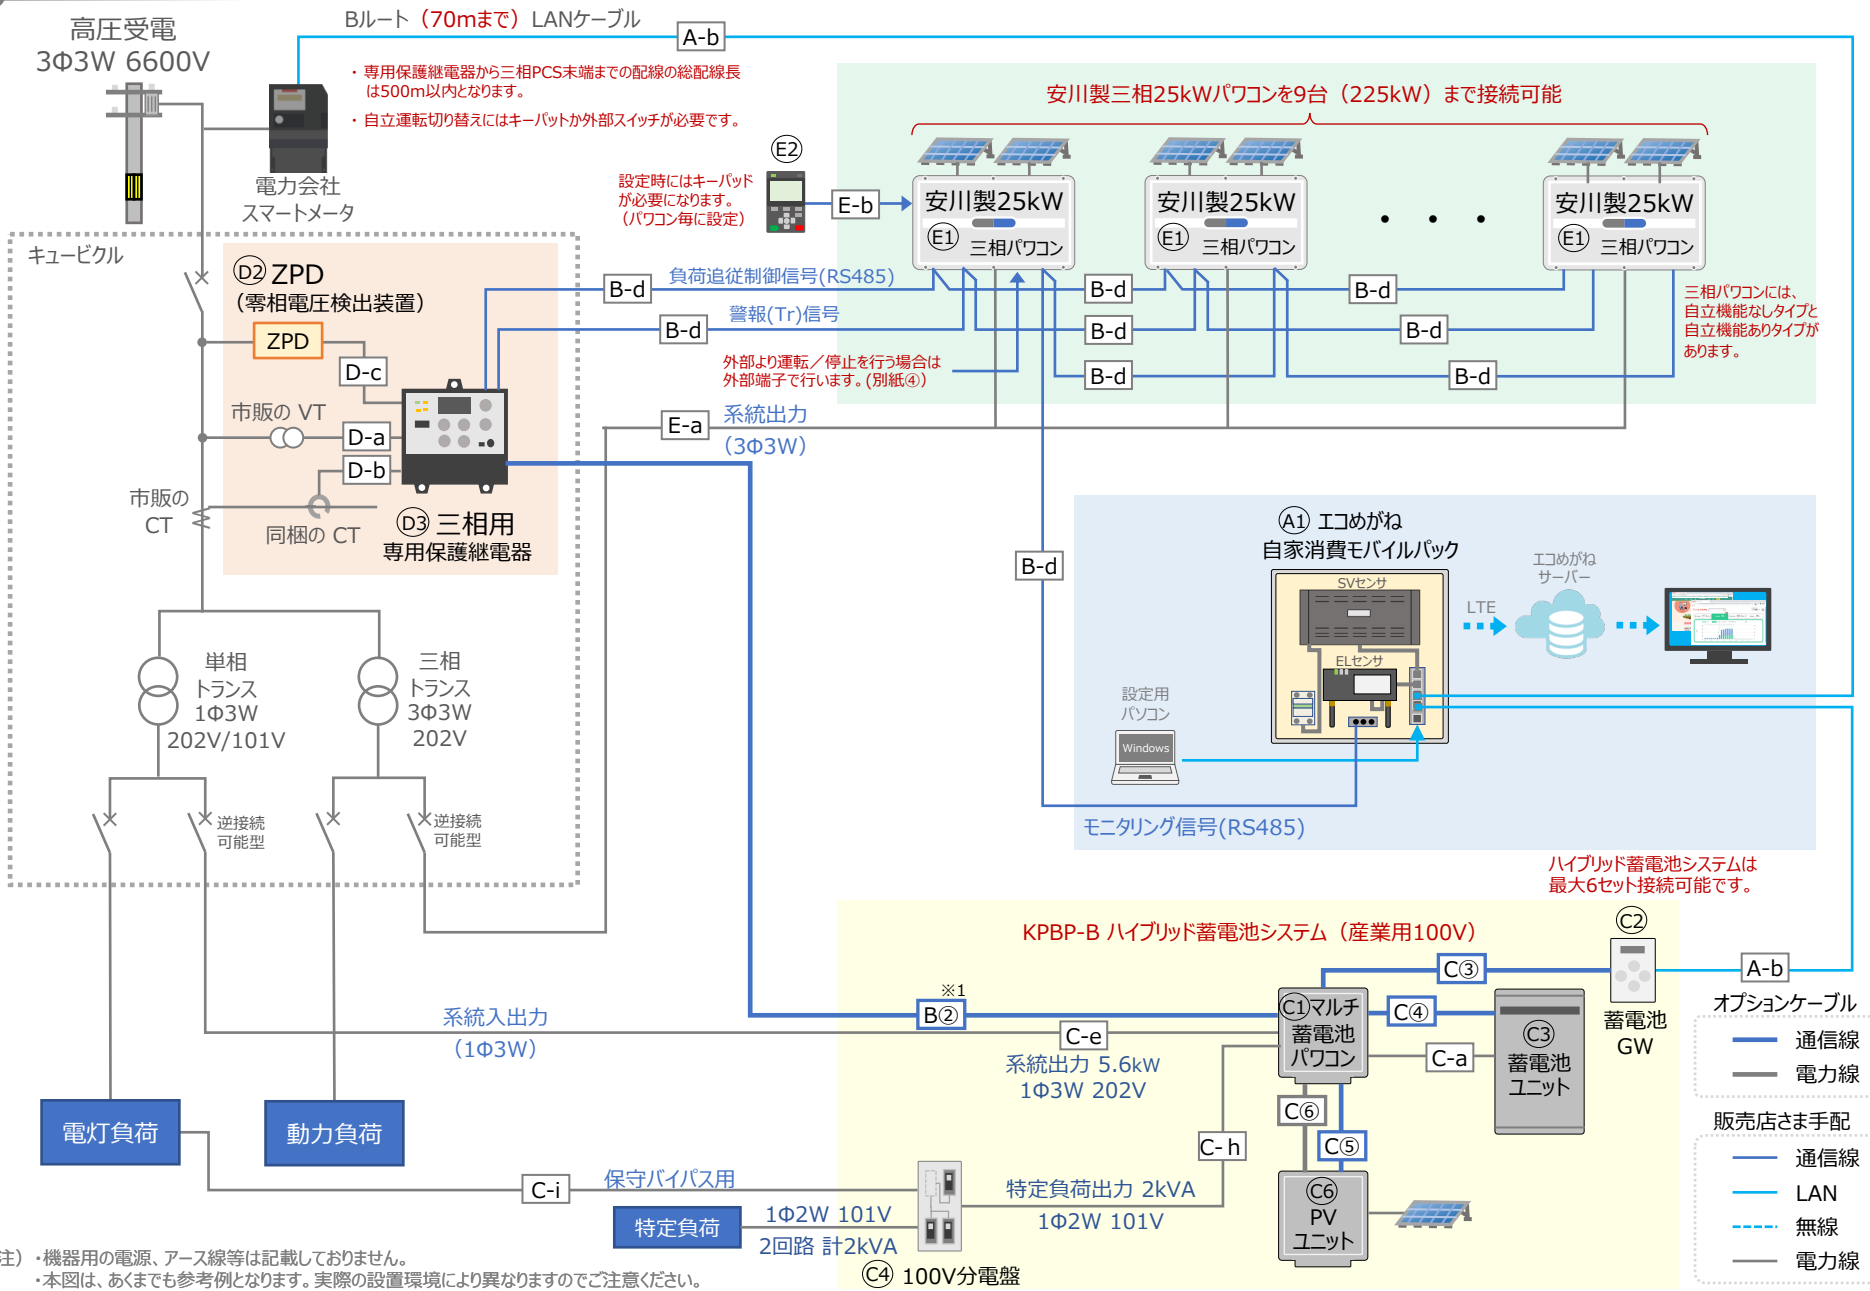 高圧受電
3Φ3W 6600V
Bルート（70mまで）LANケーブル
A-b
・専用保護継電器から三相PCS末端までの配線の総配線長
は500m以内となります。
・自立運転切り替えにはキーパットか外部スイッチが必要です。
電力会社
スマートメータ
安川製三相25kWパワコンを9台（225kW）まで接続可能
E2
設定時にはキーパッド
が必要になります。
（パワコン毎に設定）
E-b
安川製25kW
E1 三相パワコン
安川製25kW
E1 三相パワコン
・ ・ ・
安川製25kW
E1 三相パワコン
キュービクル
D2 ZPD
（零相電圧検出装置）
ZPD
D-c
市販の VT
D-a
D-b
市販の
CT
同梱の CT
D3 三相用
専用保護継電器
B-d
負荷追従制御信号(RS485)
B-d
B-d
B-d
警報(Tr)信号
B-d
B-d
外部より運転／停止を行う場合は
外部端子で行います。(別紙④)
B-d
B-d
三相パワコンには、
自立機能なしタイプと
自立機能ありタイプが
あります。
E-a
系統出力
（3Φ3W）
B-d
A1 エコめがね
自家消費モバイルパック
SVセンサ
ELセンサ
LTE
エコめがね
サーバー
設定用
パソコン
Windows
モニタリング信号(RS485)
単相
トランス
1Φ3W
202V/101V
三相
トランス
3Φ3W
202V
逆接続
可能型
逆接続
可能型
ハイブリッド蓄電池システムは
最大6セット接続可能です。
KPBP-B ハイブリッド蓄電池システム（産業用100V）
C2
C③
A-b
※1
B②
C1 マルチ
蓄電池
パワコン
C④
C3
蓄電池
ユニット
蓄電池
GW
系統入出力
（1Φ3W）
C-e
系統出力 5.6kW
1Φ3W 202V
C-a
C⑥
C⑤
C-h
電灯負荷
動力負荷
C-i
保守バイパス用
特定負荷
1Φ2W 101V
2回路 計2kVA
特定負荷出力 2kVA
1Φ2W 101V
C6
PV
ユニット
C4 100V分電盤
オプションケーブル
通信線
電力線
販売店さま手配
通信線
LAN
無線
電力線
注）・機器用の電源、アース線等は記載しておりません。
・本図は、あくまでも参考例となります。実際の設置環境により異なりますのでご注意ください。